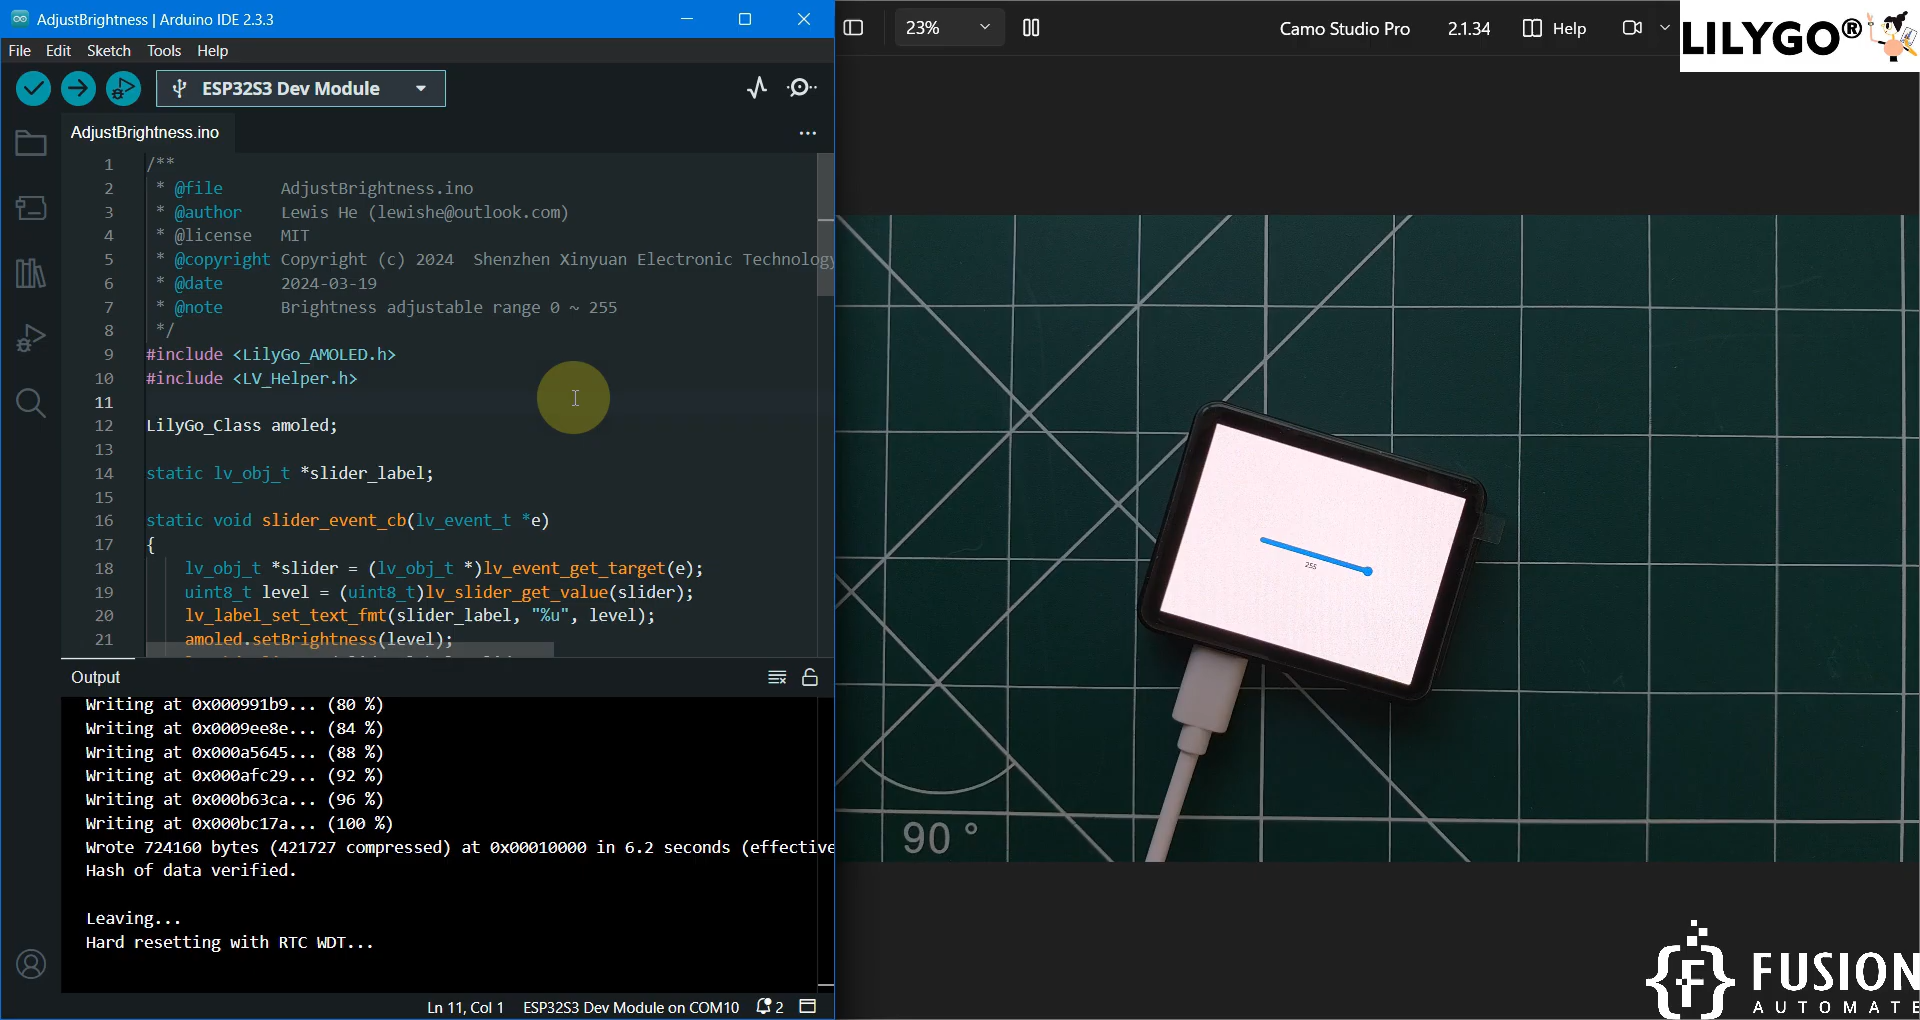 AdjustBrightness | Arduino IDE 2.3.3
File Edit Sketch Tools Help
ESP32S3 Dev Module
AdjustBrightness.ino
1 /**
2 * @file AdjustBrightness.ino
3 * @author Lewis He (lewishe@outlook.com)
4 * @license MIT
5 * @copyright Copyright (c) 2024 Shenzhen Xinyuan Electronic Technology
6 * @date 2024-03-19
7 * @note Brightness adjustable range 0 ~ 255
8 */
9 #include <LilyGo_AMOLED.h>
10 #include <LV_Helper.h>
11
12 LilyGo_Class amoled;
13
14 static lv_obj_t *slider_label;
15
16 static void slider_event_cb(lv_event_t *e)
17 {
18 lv_obj_t *slider = (lv_obj_t *)lv_event_get_target(e);
19 uint8_t level = (uint8_t)lv_slider_get_value(slider);
20 lv_label_set_text_fmt(slider_label, "%u", level);
21 amoled.setBrightness(level);
Output
Writing at 0x000991b9... (80 %)
Writing at 0x0009ee8e... (84 %)
Writing at 0x000a5645... (88 %)
Writing at 0x000afc29... (92 %)
Writing at 0x000b63ca... (96 %)
Writing at 0x000bc17a... (100 %)
Wrote 724160 bytes (421727 compressed) at 0x00010000 in 6.2 seconds (effective
Hash of data verified.
Leaving...
Hard resetting with RTC WDT...
Ln 11, Col 1 ESP32S3 Dev Module on COM10 2
23%
Camo Studio Pro 2.1.34 Help
LILYGO®
255
90 °
FUSION
AUTOMATE